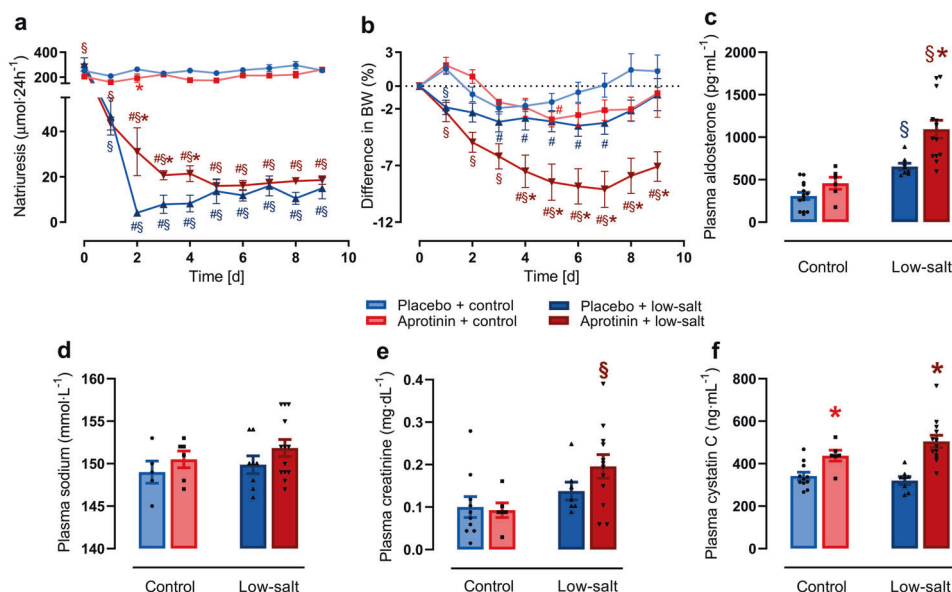 a
Natriuresis (µmol·24h⁻¹)
400
300
200
40
20
0
§
§
§
*
#§*
#§*
#§*
#§
#§
#§
#§
#§
#§
#§
#§
#§
#§
#§
#§
#§
0 2 4 6 8 10
Time [d]
b
Difference in BW (%)
3
0
-2
-7
-12
§
§
§
§
#
#
#
#
#
#
#§*
#§*
#§*
#§*
#§*
#§*
0 2 4 6 8 10
Time [d]
c
Plasma aldosterone (pg·mL⁻¹)
2000
1500
1000
500
0
§
§*
Control
Low-salt
Placebo + control
Placebo + low-salt
Aprotinin + control
Aprotinin + low-salt
d
Plasma sodium (mmol·L⁻¹)
160
155
150
145
140
Control
Low-salt
e
Plasma creatinine (mg·dL⁻¹)
0.4
0.3
0.2
0.1
0.0
§
Control
Low-salt
f
Plasma cystatin C (ng·mL⁻¹)
800
600
400
200
0
*
*
Control
Low-salt